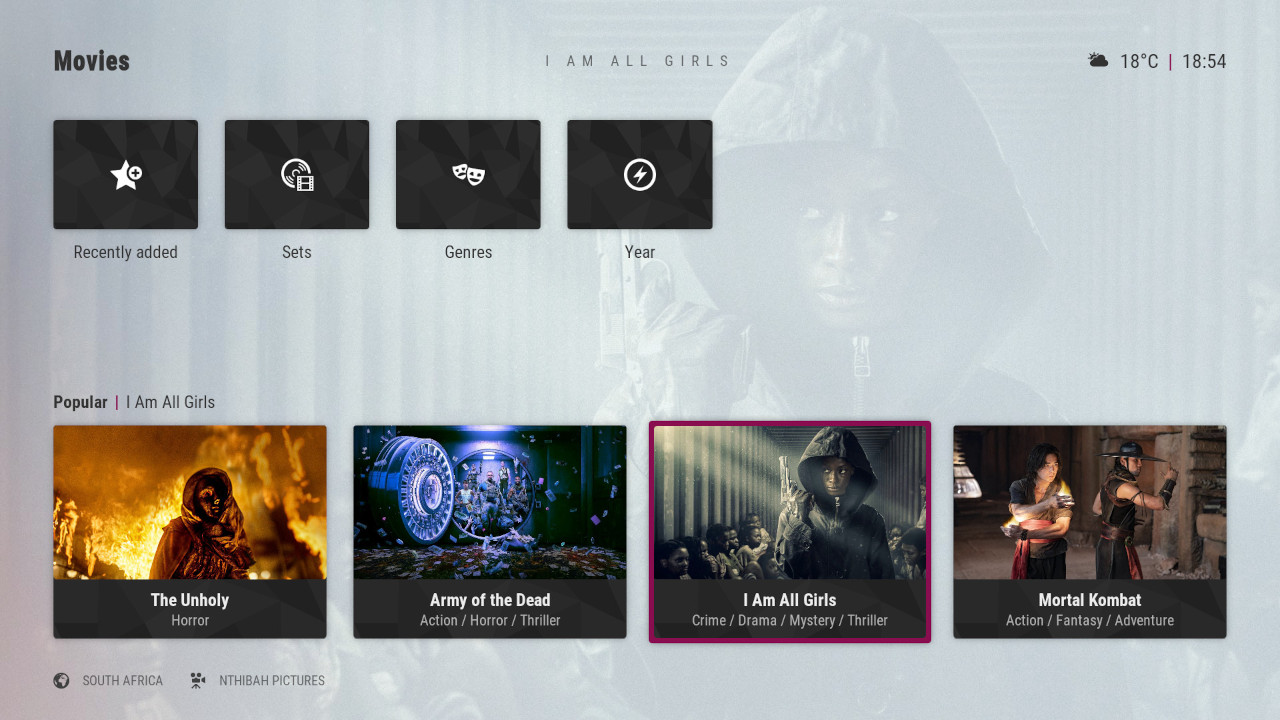 Movies
I AM ALL GIRLS
18°C | 18:54
Recently added
Sets
Genres
Year
Popular | I Am All Girls
The Unholy
Horror
Army of the Dead
Action / Horror / Thriller
I Am All Girls
Crime / Drama / Mystery / Thriller
Mortal Kombat
Action / Fantasy / Adventure
SOUTH AFRICA
NTHIBAH PICTURES